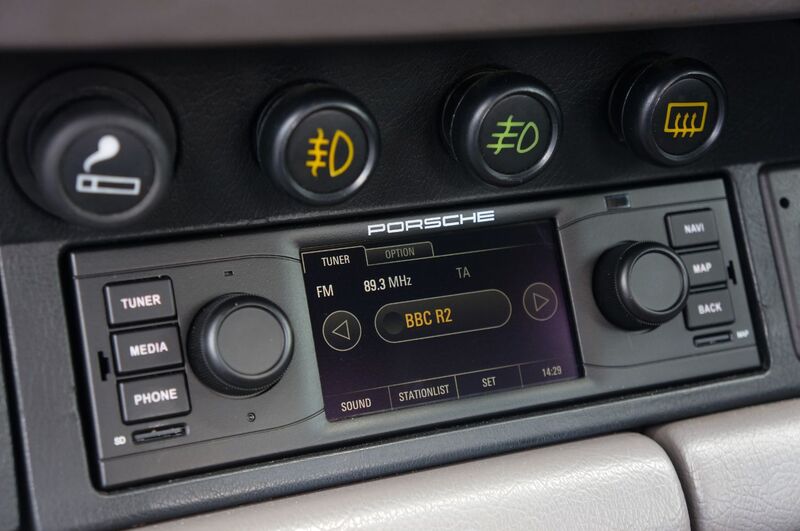 PORSCHE
TUNER
OPTION
FM 89.3 MHz TA
BBC R2
SOUND STATIONLIST SET 14:29
TUNER
MEDIA
PHONE
SD
NAVI
MAP
BACK
MAP